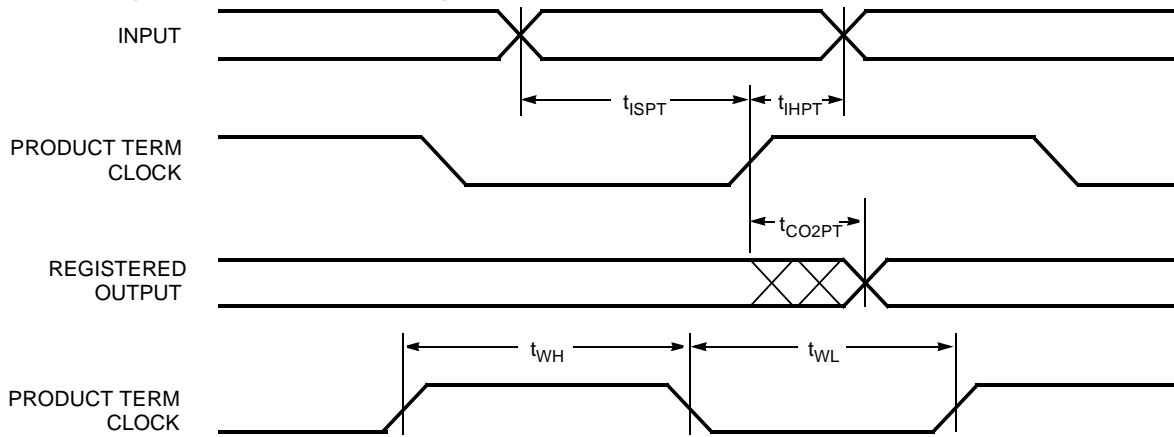 INPUT
tISPT
tIHPT
PRODUCT TERM
CLOCK
tCO2PT
REGISTERED
OUTPUT
tWH
tWL
PRODUCT TERM
CLOCK